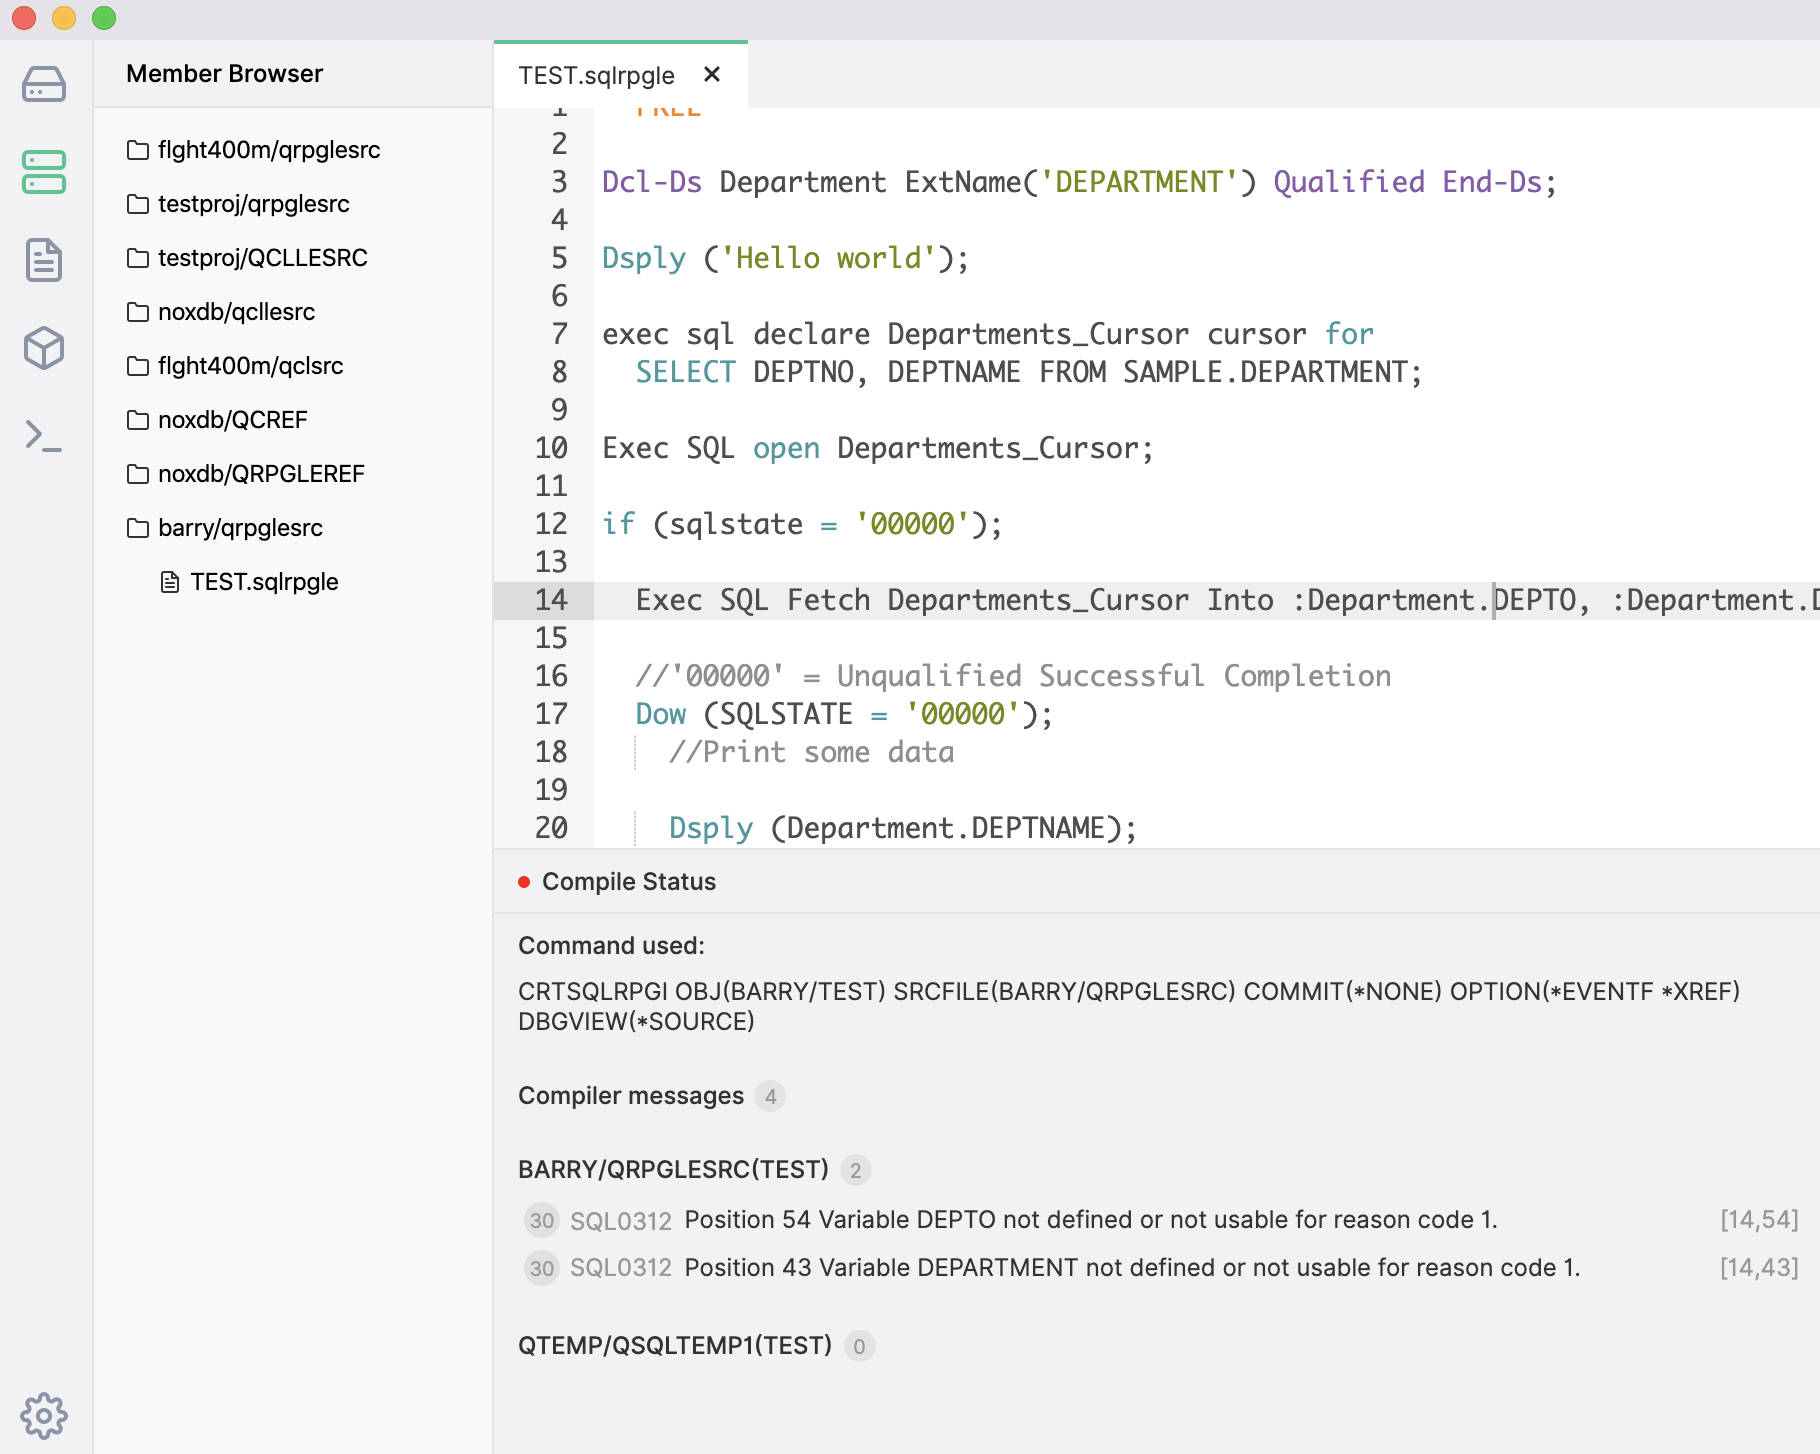 Member Browser
flght400m/qrpglesrc
testproj/qrpglesrc
testproj/QCLLESRC
noxdb/qcllesrc
flght400m/qclsrc
noxdb/QCREF
noxdb/QRPGLEREF
barry/qrpglesrc
TEST.sqlrpgle
TEST.sqlrpgle ✕
1 **FREE
2
3 Dcl-Ds Department ExtName('DEPARTMENT') Qualified End-Ds;
4
5 Dsply ('Hello world');
6
7 exec sql declare Departments_Cursor cursor for
8 SELECT DEPTNO, DEPTNAME FROM SAMPLE.DEPARTMENT;
9
10 Exec SQL open Departments_Cursor;
11
12 if (sqlstate = '00000');
13
14 Exec SQL Fetch Departments_Cursor Into :Department.DEPTO, :Department.D
15
16 //'00000' = Unqualified Successful Completion
17 Dow (SQLSTATE = '00000');
18 //Print some data
19
20 Dsply (Department.DEPTNAME);
Compile Status
Command used:
CRTSQLRPGI OBJ(BARRY/TEST) SRCFILE(BARRY/QRPGLESRC) COMMIT(*NONE) OPTION(*EVENTF *XREF)
DBGVIEW(*SOURCE)
Compiler messages 4
BARRY/QRPGLESRC(TEST) 2
30 SQL0312 Position 54 Variable DEPTO not defined or not usable for reason code 1. [14,54]
30 SQL0312 Position 43 Variable DEPARTMENT not defined or not usable for reason code 1. [14,43]
QTEMP/QSQLTEMP1(TEST) 0